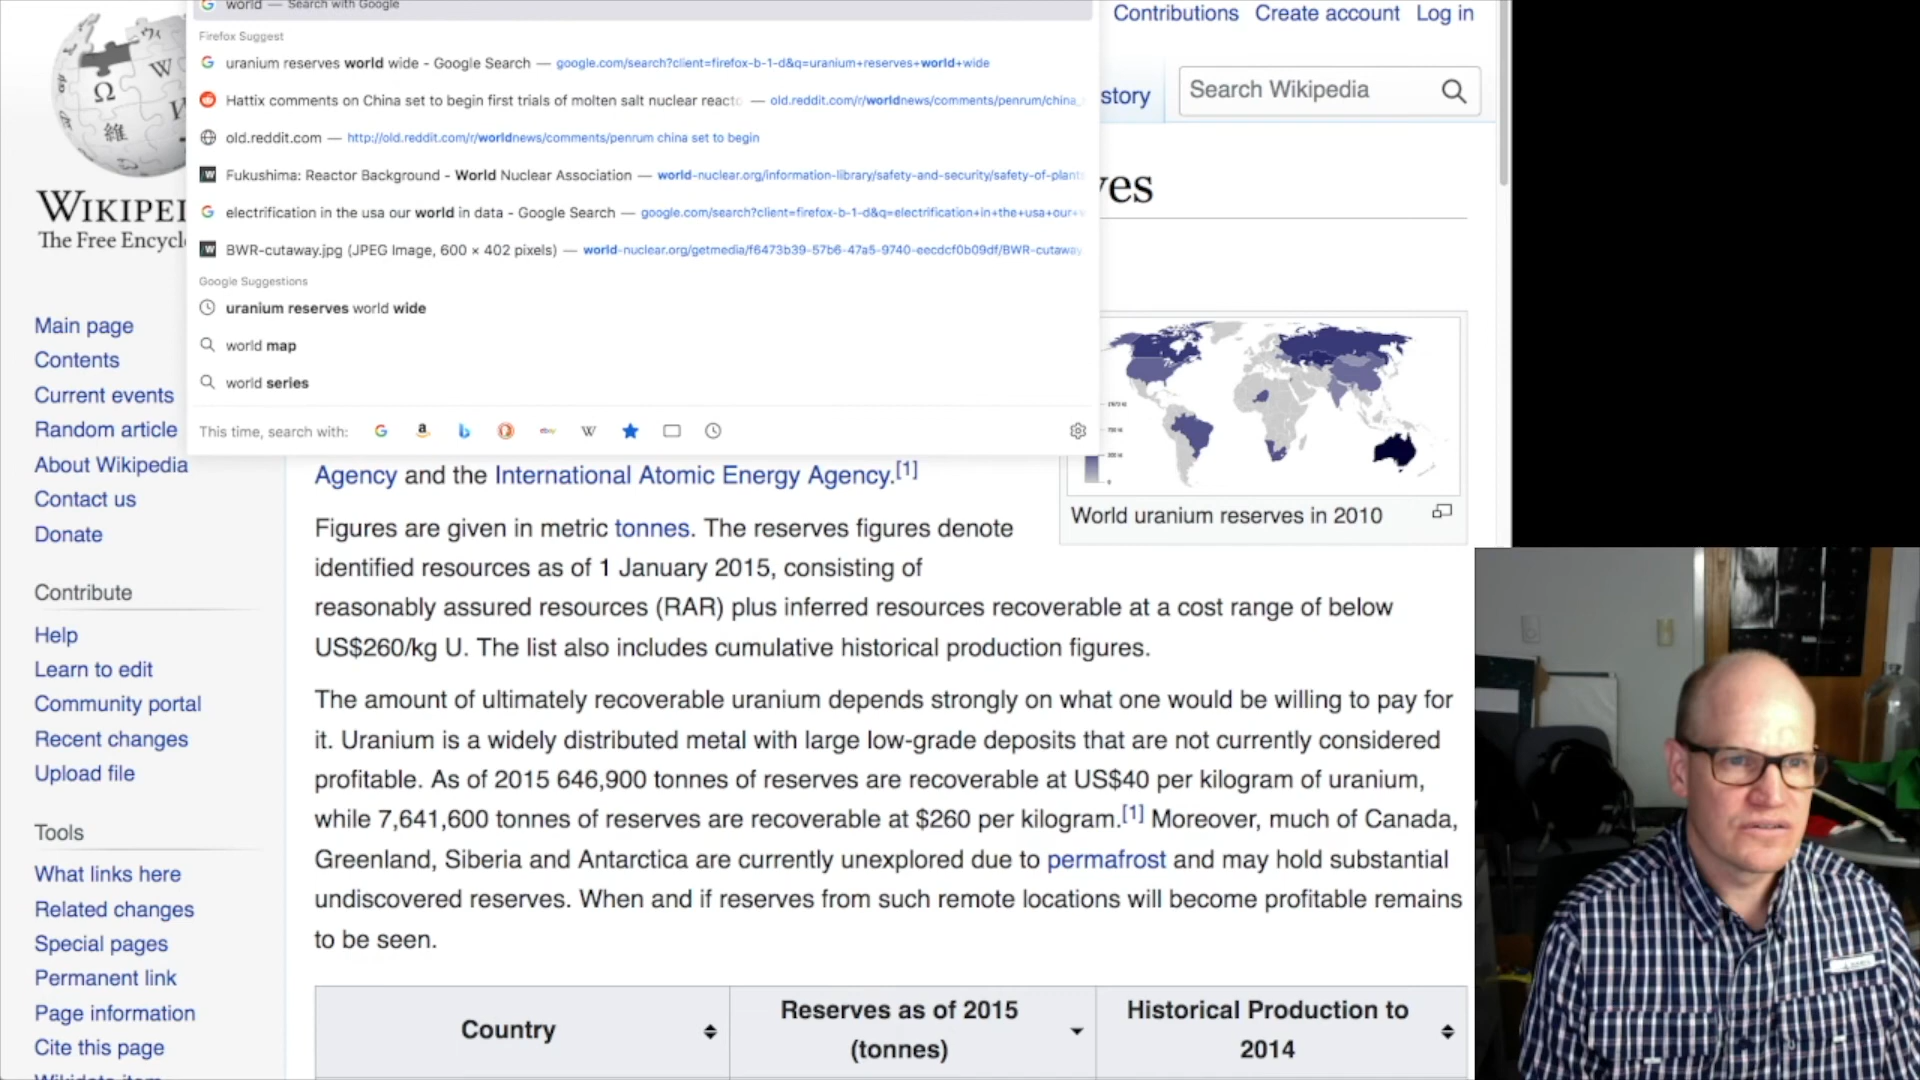 world — Search with Google
Contributions Create account Log in
Firefox Suggest
uranium reserves world wide - Google Search — google.com/search?client=firefox-b-1-d&q=uranium+reserves+world+wide
Hattix comments on China set to begin first trials of molten salt nuclear reacto — old.reddit.com/r/worldnews/comments/penrum/china_
old.reddit.com — http://old.reddit.com/r/worldnews/comments/penrum china set to begin
Fukushima: Reactor Background - World Nuclear Association — world-nuclear.org/information-library/safety-and-security/safety-of-plants
electrification in the usa our world in data - Google Search — google.com/search?client=firefox-b-1-d&q=electrification+in+the+usa+our+w
BWR-cutaway.jpg (JPEG Image, 600 × 402 pixels) — world-nuclear.org/getmedia/f6473b39-57b6-47a5-9740-eecdcf0b09df/BWR-cutaway
Google Suggestions
uranium reserves world wide
world map
world series
This time, search with:
story
Search Wikipedia
ves
WIKIPE
The Free Encycl
Main page
Contents
Current events
Random article
About Wikipedia
Contact us
Donate
Contribute
Help
Learn to edit
Community portal
Recent changes
Upload file
Tools
What links here
Related changes
Special pages
Permanent link
Page information
Cite this page
Wikidata item
World uranium reserves in 2010
Agency and the International Atomic Energy Agency.[1]
Figures are given in metric tonnes. The reserves figures denote
identified resources as of 1 January 2015, consisting of
reasonably assured resources (RAR) plus inferred resources recoverable at a cost range of below
US$260/kg U. The list also includes cumulative historical production figures.
The amount of ultimately recoverable uranium depends strongly on what one would be willing to pay for
it. Uranium is a widely distributed metal with large low-grade deposits that are not currently considered
profitable. As of 2015 646,900 tonnes of reserves are recoverable at US$40 per kilogram of uranium,
while 7,641,600 tonnes of reserves are recoverable at $260 per kilogram.[1] Moreover, much of Canada,
Greenland, Siberia and Antarctica are currently unexplored due to permafrost and may hold substantial
undiscovered reserves. When and if reserves from such remote locations will become profitable remains
to be seen.
Country
Reserves as of 2015
(tonnes)
Historical Production to
2014